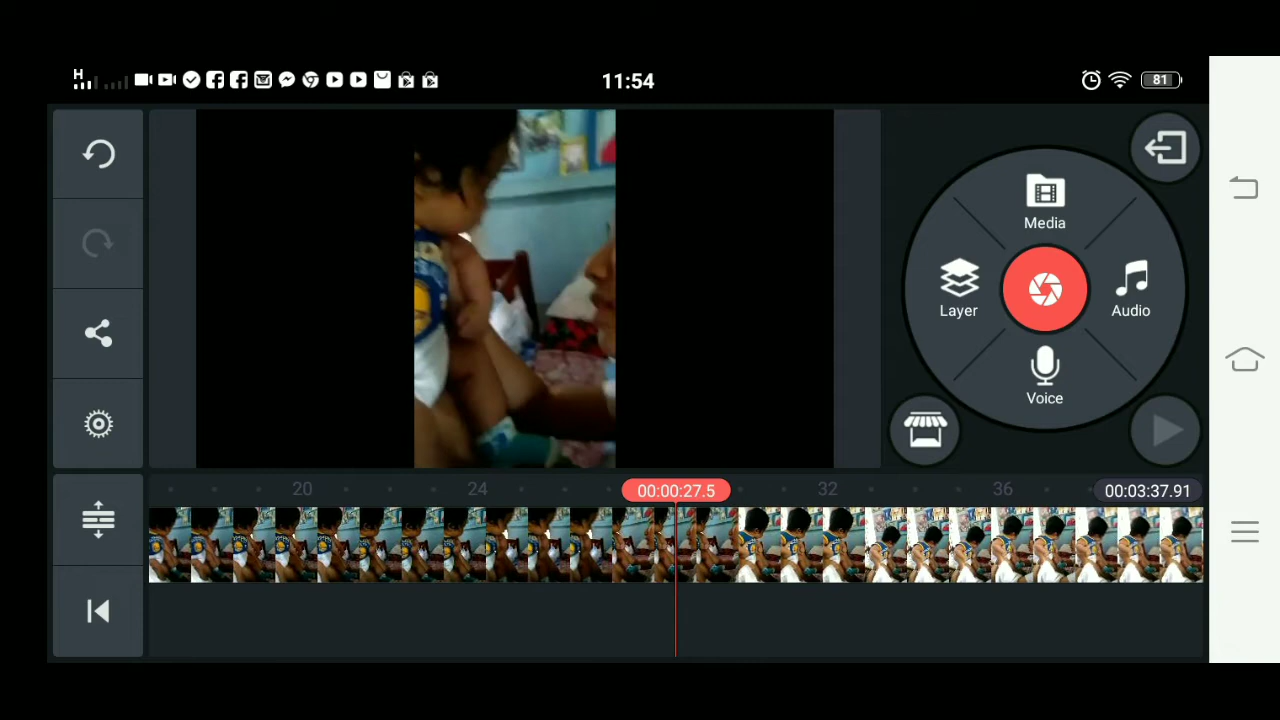 H
11:54
81
Media
Layer
Audio
Voice
20
24
00:00:27.5
32
36
00:03:37.91